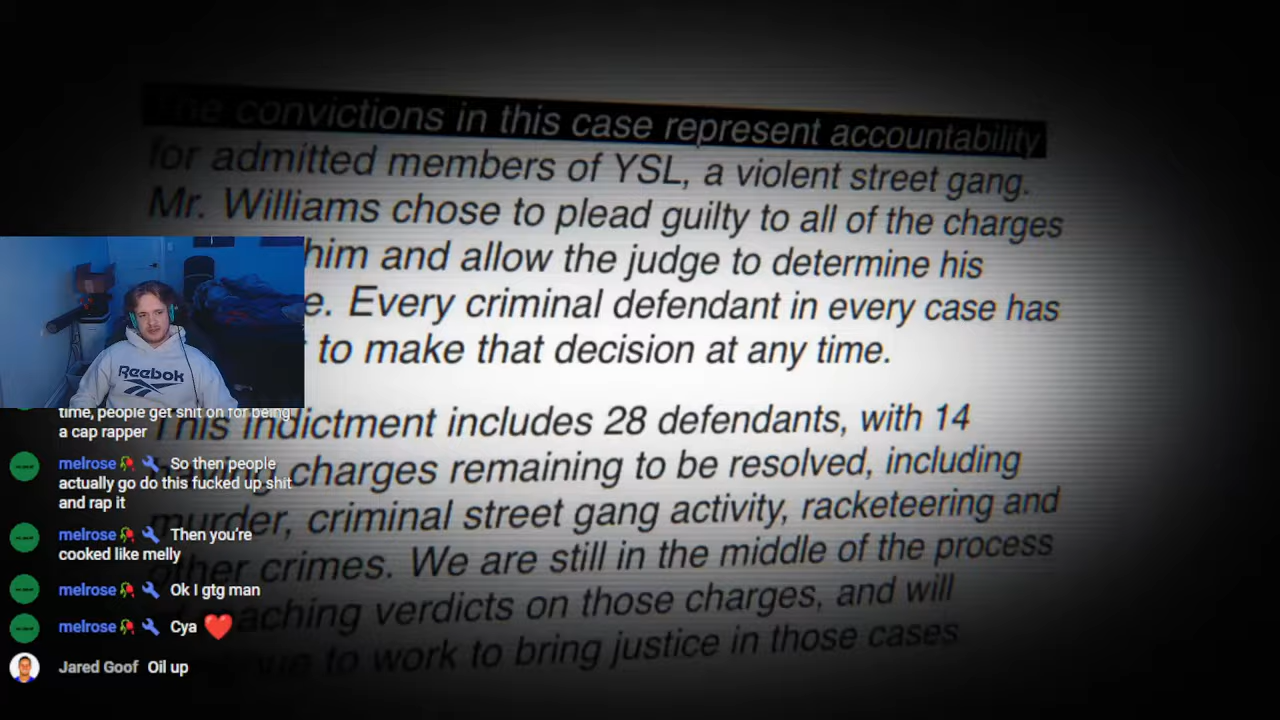 The convictions in this case represent accountability
for admitted members of YSL, a violent street gang.
Mr. Williams chose to plead guilty to all of the charges
him and allow the judge to determine his
e. Every criminal defendant in every case has
to make that decision at any time.
This indictment includes 28 defendants, with 14
having charges remaining to be resolved, including
murder, criminal street gang activity, racketeering and
other crimes. We are still in the middle of the process
aching verdicts on those charges, and will
ue to work to bring justice in those cases
Reebok
time, people get shit on for being
a cap rapper
melrose So then people
actually go do this fucked up shit
and rap it
melrose Then you're
cooked like melly
melrose Ok I gtg man
melrose Cya
Jared Goof Oil up